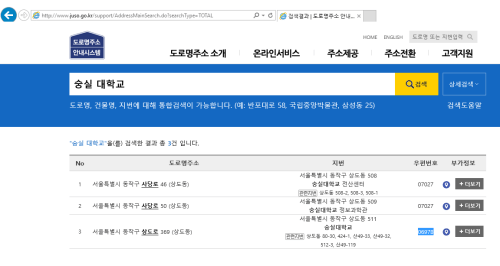 http://www.juso.go.kr/support/AddressMainSearch.do?searchType=TOTAL
검색결과 | 도로명주소 안내...
도로명주소
안내시스템
HOME ENGLISH 도로명 또는 지번입력
도로명주소 소개 온라인서비스 주소제공 주소전환 고객지원
숭실 대학교 검색 상세검색
도로명, 건물명, 지번에 대해 통합검색이 가능합니다. (예: 반포대로 58, 국립중앙박물관, 삼성동 25) 검색도움말
"숭실 대학교"을(를) 검색한 결과 총 3건 입니다.
No 도로명주소 지번 우편번호 부가정보
1 서울특별시 동작구 사당로 46 (상도동) 서울특별시 동작구 상도동 508 07027 + 더보기
숭실대학교 전산센터
관련지번 상도동 508-2, 508-3, 508-1
2 서울특별시 동작구 사당로 50 (상도동) 서울특별시 동작구 상도동 509 07027 + 더보기
숭실대학교 정보과학관
3 서울특별시 동작구 상도로 369 (상도동) 서울특별시 동작구 상도동 511 06978 + 더보기
숭실대학교
관련지번 상도동 80-30, 424-1, 산49-33, 산49-32,
512-3, 산49-119